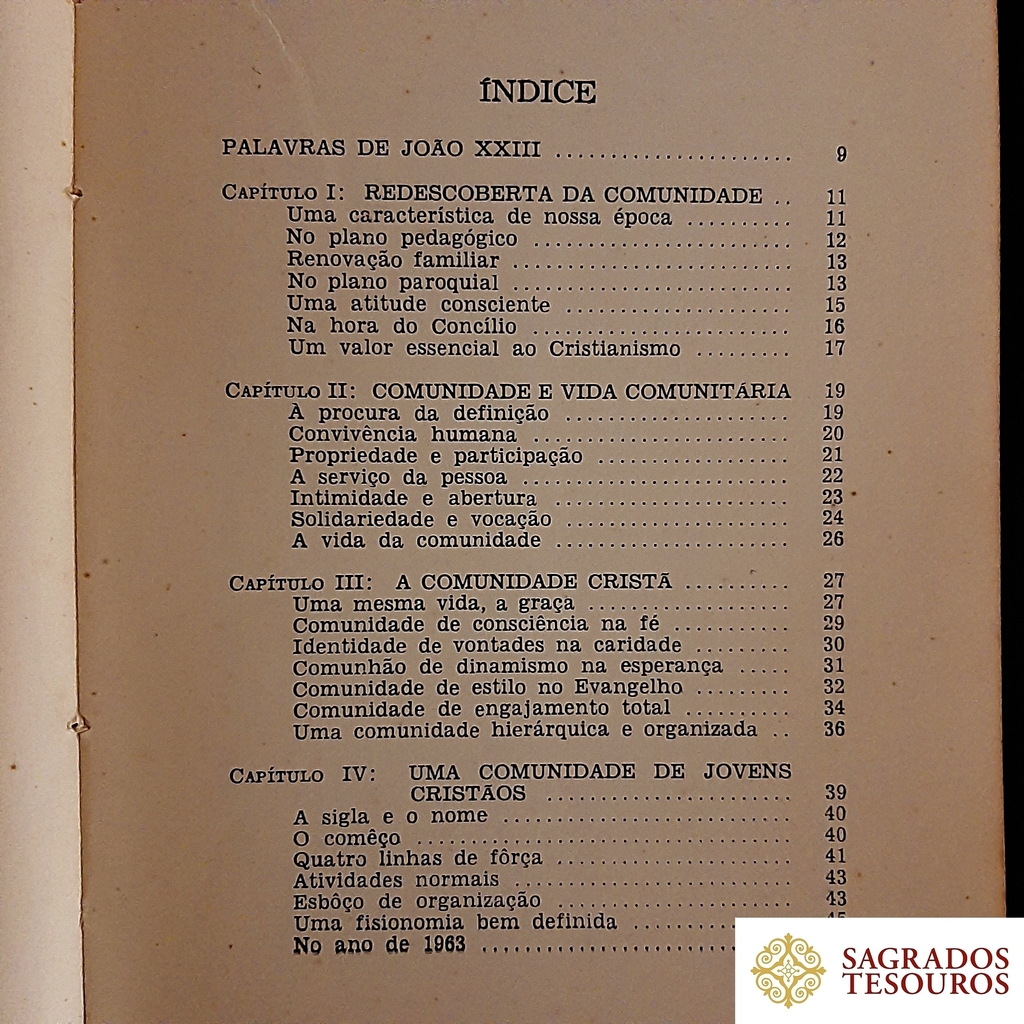 ÍNDICE
PALAVRAS DE JOÃO XXIII ...................... 9
CAPÍTULO I: REDESCOBERTA DA COMUNIDADE .. 11
Uma característica de nossa época ........... 11
No plano pedagógico ........................ 12
Renovação familiar .......................... 13
No plano paroquial .......................... 13
Uma atitude consciente ..................... 15
Na hora do Concílio ........................ 16
Um valor essencial ao Cristianismo ......... 17
CAPÍTULO II: COMUNIDADE E VIDA COMUNITÁRIA 19
À procura da definição ..................... 19
Convivência humana ........................ 20
Propriedade e participação .................. 21
A serviço da pessoa ........................ 22
Intimidade e abertura ...................... 23
Solidariedade e vocação ..................... 24
A vida da comunidade ...................... 26
CAPÍTULO III: A COMUNIDADE CRISTÃ .......... 27
Uma mesma vida, a graça ................... 27
Comunidade de consciência na fé ........... 29
Identidade de vontades na caridade ......... 30
Comunhão de dinamismo na esperança ..... 31
Comunidade de estilo no Evangelho ......... 32
Comunidade de engajamento total .......... 34
Uma comunidade hierárquica e organizada .. 36
CAPÍTULO IV: UMA COMUNIDADE DE JOVENS
CRISTÃOS ....................... 39
A sigla e o nome ........................... 40
O comêço ................................... 40
Quatro linhas de fôrça ...................... 41
Atividades normais .......................... 43
Esbôço de organização ....................... 43
Uma fisionomia bem definida ...............
No ano de 1963 ........................
SAGRADOS
TESOUROS